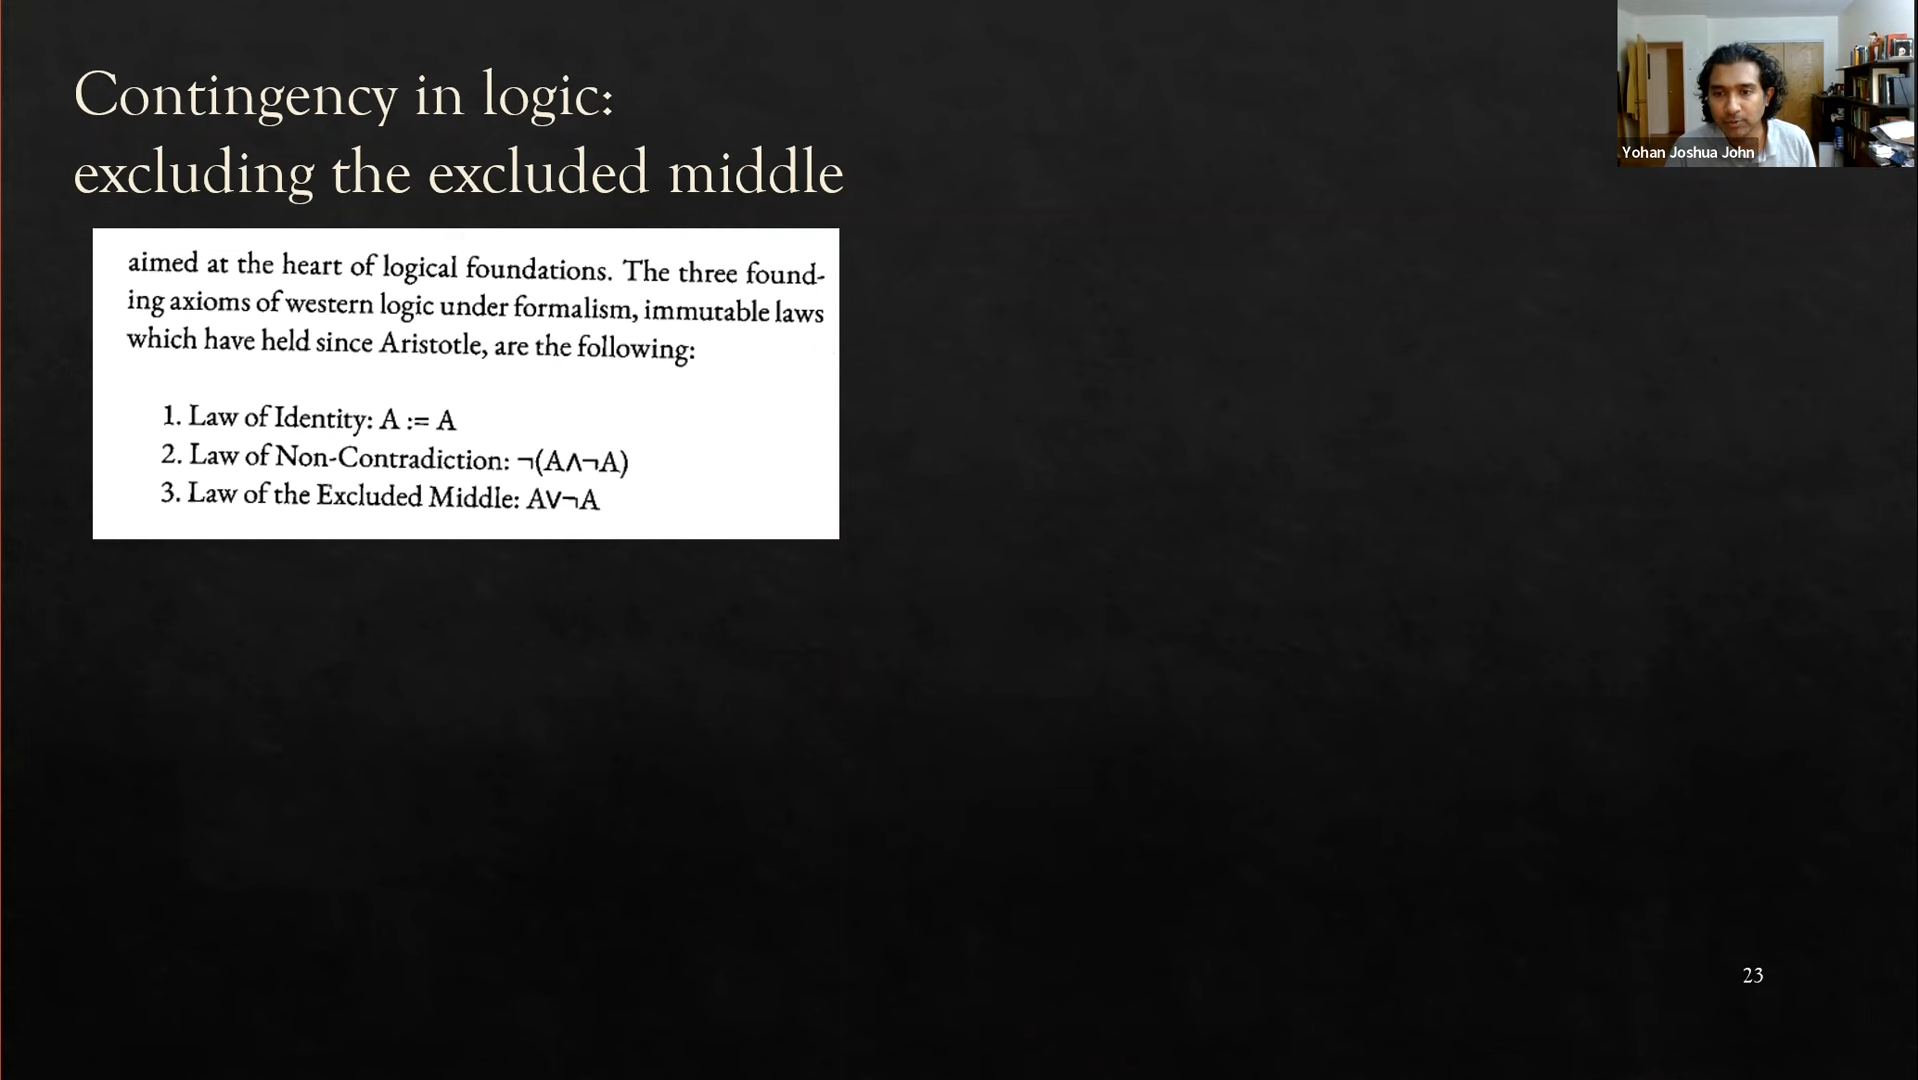 Contingency in logic:
excluding the excluded middle
Yohan Joshua John
aimed at the heart of logical foundations. The three found-
ing axioms of western logic under formalism, immutable laws
which have held since Aristotle, are the following:
1. Law of Identity: A := A
2. Law of Non-Contradiction: ¬(A∧¬A)
3. Law of the Excluded Middle: A∨¬A
23